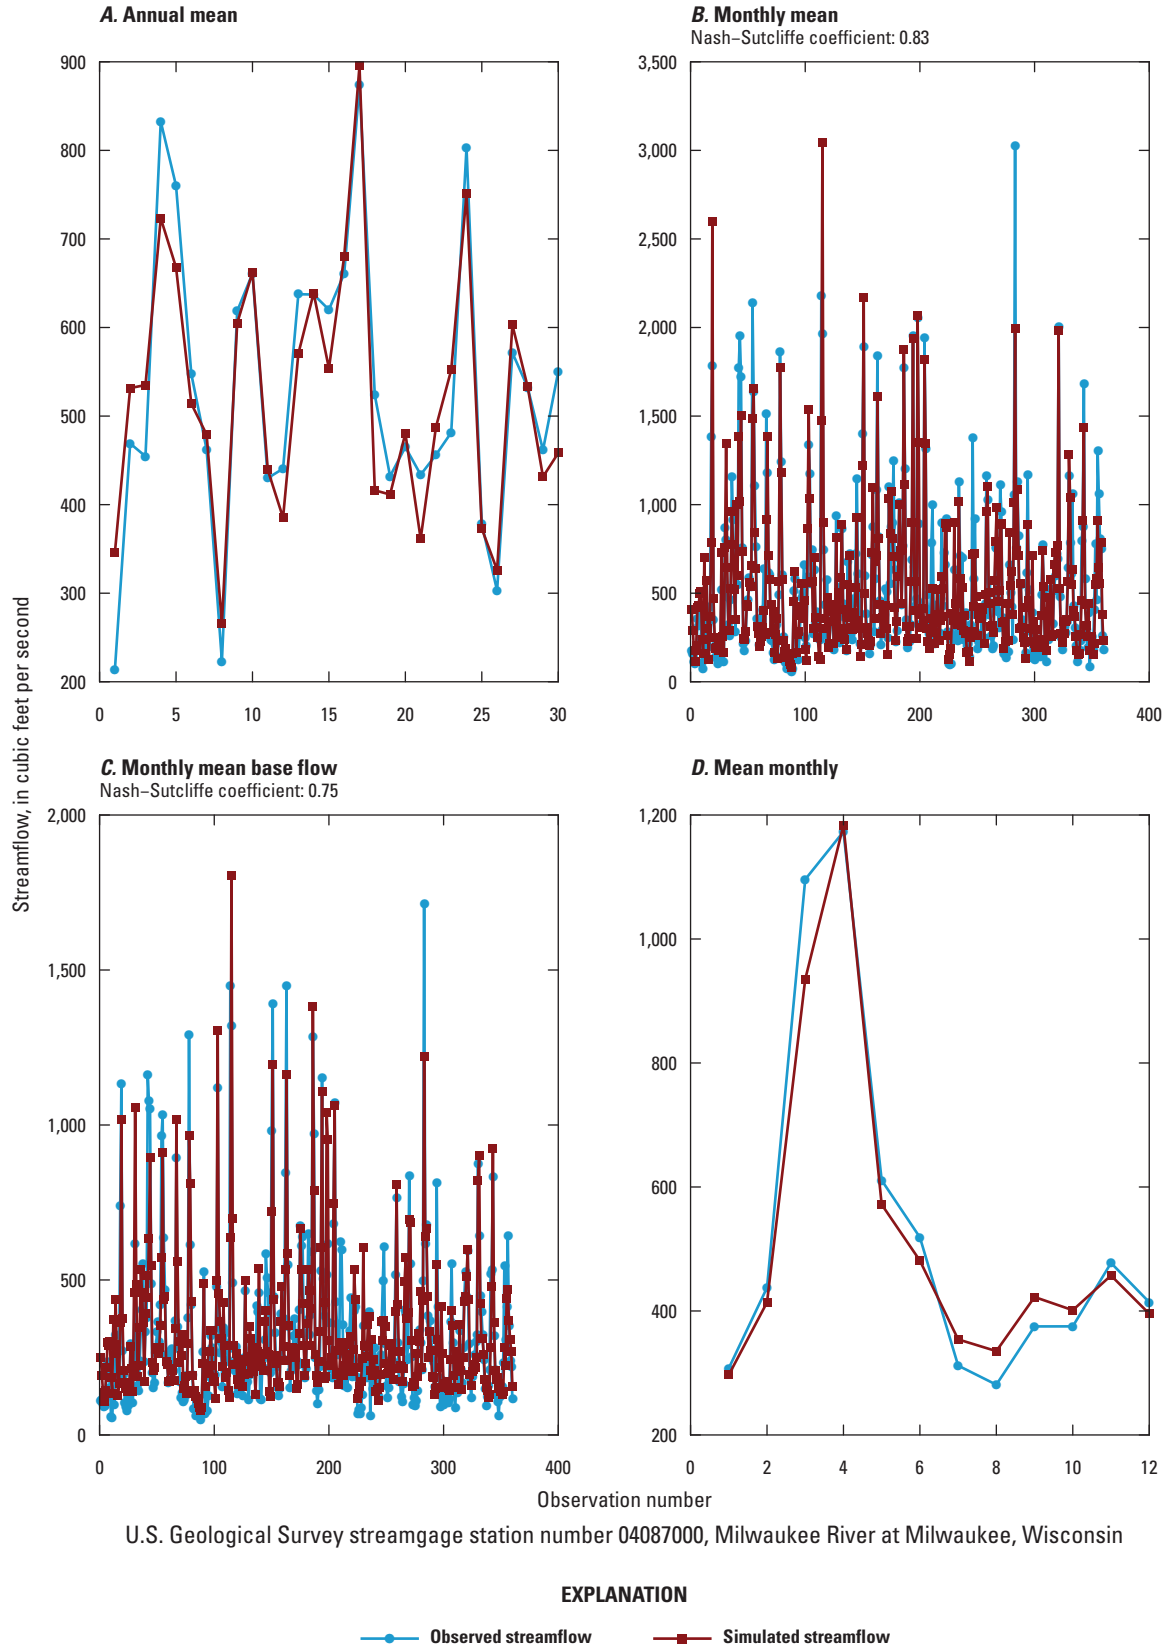 A. Annual mean
900
800
700
600
500
400
300
200
0 5 10 15 20 25 30
B. Monthly mean
Nash–Sutcliffe coefficient: 0.83
3,500
3,000
2,500
2,000
1,500
1,000
500
0
0 100 200 300 400
Streamflow, in cubic feet per second
C. Monthly mean base flow
Nash–Sutcliffe coefficient: 0.75
2,000
1,500
1,000
500
0
0 100 200 300 400
D. Mean monthly
1,200
1,000
800
600
400
200
0 2 4 6 8 10 12
Observation number
U.S. Geological Survey streamgage station number 04087000, Milwaukee River at Milwaukee, Wisconsin
EXPLANATION
Observed streamflow
Simulated streamflow